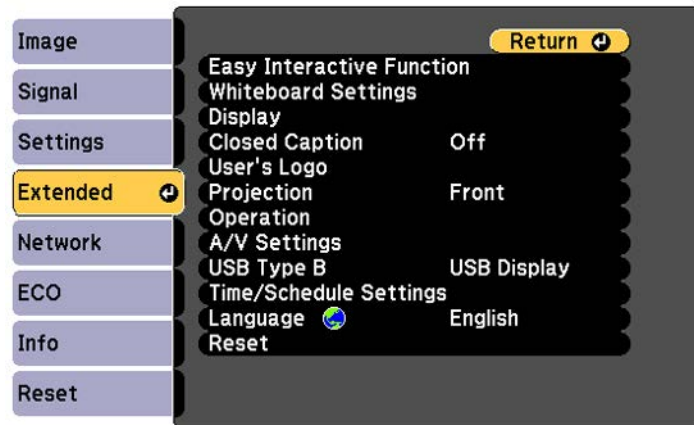 Image
Signal
Settings
Extended
Network
ECO
Info
Reset
Return
Easy Interactive Function
Whiteboard Settings
Display
Closed Caption Off
User's Logo
Projection Front
Operation
A/V Settings
USB Type B USB Display
Time/Schedule Settings
Language English
Reset